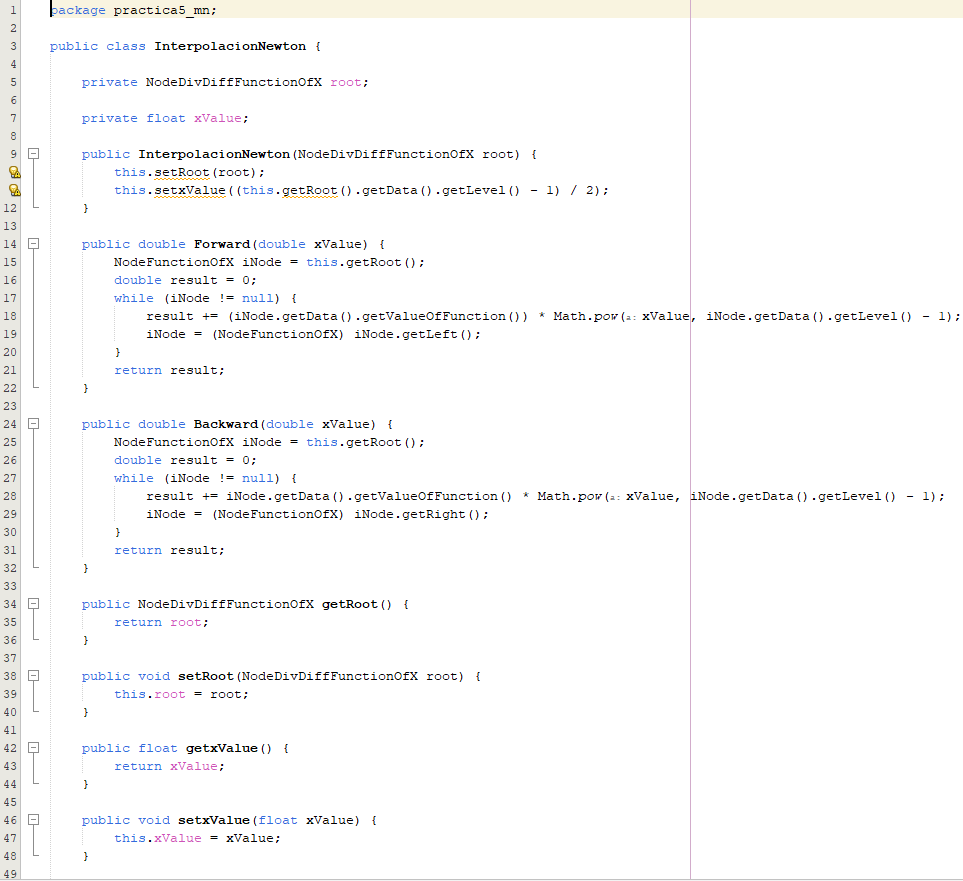 1 package practica5_mn;
2
3 public class InterpolacionNewton {
4
5     private NodeDivDiffFunctionOfX root;
6
7     private float xValue;
8
9     public InterpolacionNewton(NodeDivDiffFunctionOfX root) {
        this.setRoot(root);
        this.setxValue((this.getRoot().getData().getLevel() - 1) / 2);
12     }
13
14     public double Forward(double xValue) {
15         NodeFunctionOfX iNode = this.getRoot();
16         double result = 0;
17         while (iNode != null) {
18             result += (iNode.getData().getValueOfFunction()) * Math.pow(a: xValue, iNode.getData().getLevel() - 1);
19             iNode = (NodeFunctionOfX) iNode.getLeft();
20         }
21         return result;
22     }
23
24     public double Backward(double xValue) {
25         NodeFunctionOfX iNode = this.getRoot();
26         double result = 0;
27         while (iNode != null) {
28             result += iNode.getData().getValueOfFunction() * Math.pow(a: xValue, iNode.getData().getLevel() - 1);
29             iNode = (NodeFunctionOfX) iNode.getRight();
30         }
31         return result;
32     }
33
34     public NodeDivDiffFunctionOfX getRoot() {
35         return root;
36     }
37
38     public void setRoot(NodeDivDiffFunctionOfX root) {
39         this.root = root;
40     }
41
42     public float getxValue() {
43         return xValue;
44     }
45
46     public void setxValue(float xValue) {
47         this.xValue = xValue;
48     }
49